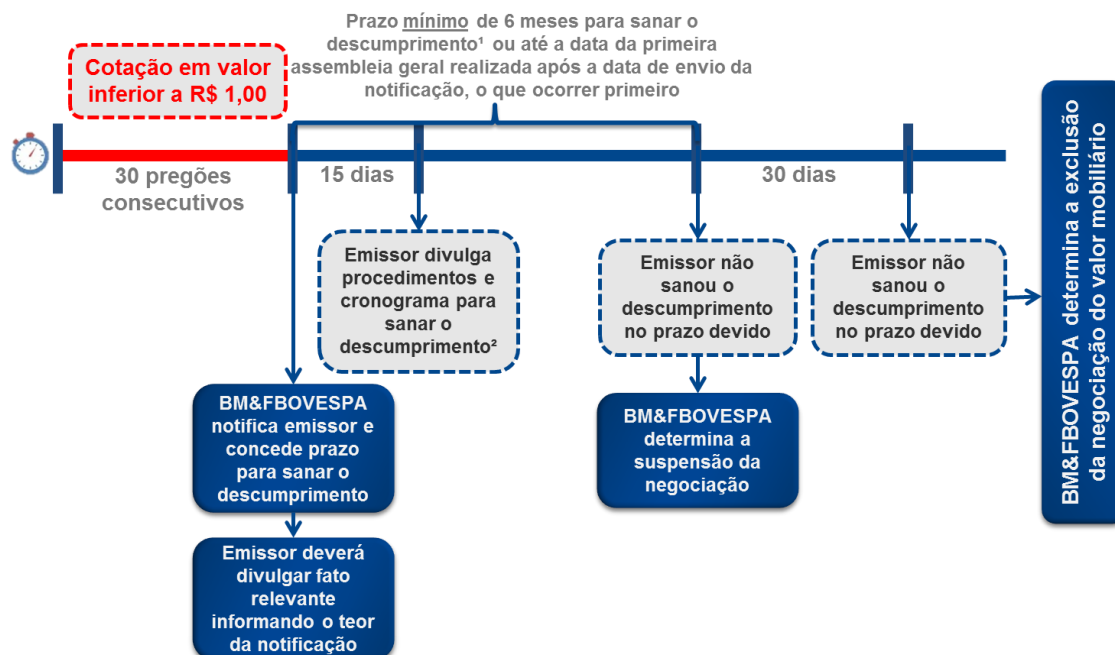 Prazo mínimo de 6 meses para sanar o
descumprimento¹ ou até a data da primeira
assembleia geral realizada após a data de envio da
notificação, o que ocorrer primeiro
Cotação em valor
inferior a R$ 1,00
30 pregões
consecutivos
15 dias
30 dias
Emissor divulga
procedimentos e
cronograma para
sanar o
descumprimento²
Emissor não
sanou o
descumprimento
no prazo devido
Emissor não
sanou o
descumprimento
no prazo devido
BM&FBOVESPA
notifica emissor e
concede prazo
para sanar o
descumprimento
BM&FBOVESPA
determina a
suspensão da
negociação
Emissor deverá
divulgar fato
relevante
informando o teor
da notificação
BM&FBOVESPA determina a exclusão
da negociação do valor mobiliário